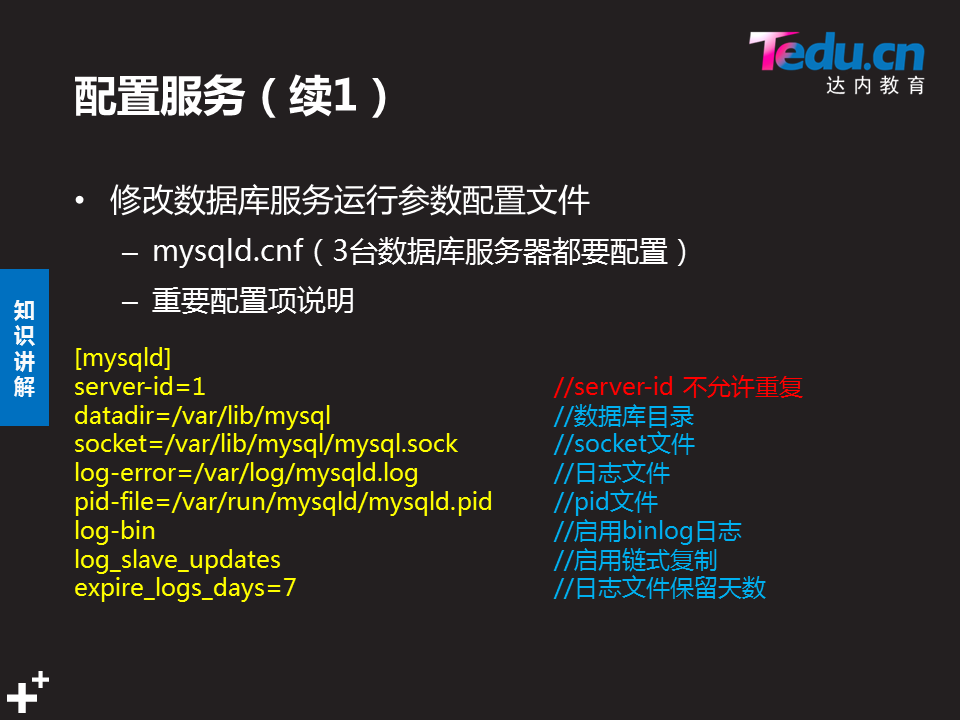 Tedu.cn
达内教育
配置服务（续1）
• 修改数据库服务运行参数配置文件
– mysqld.cnf（3台数据库服务器都要配置）
– 重要配置项说明
知识讲解
[mysqld]
server-id=1 //server-id 不允许重复
datadir=/var/lib/mysql //数据库目录
socket=/var/lib/mysql/mysql.sock //socket文件
log-error=/var/log/mysqld.log //日志文件
pid-file=/var/run/mysqld/mysqld.pid //pid文件
log-bin //启用binlog日志
log_slave_updates //启用链式复制
expire_logs_days=7 //日志文件保留天数